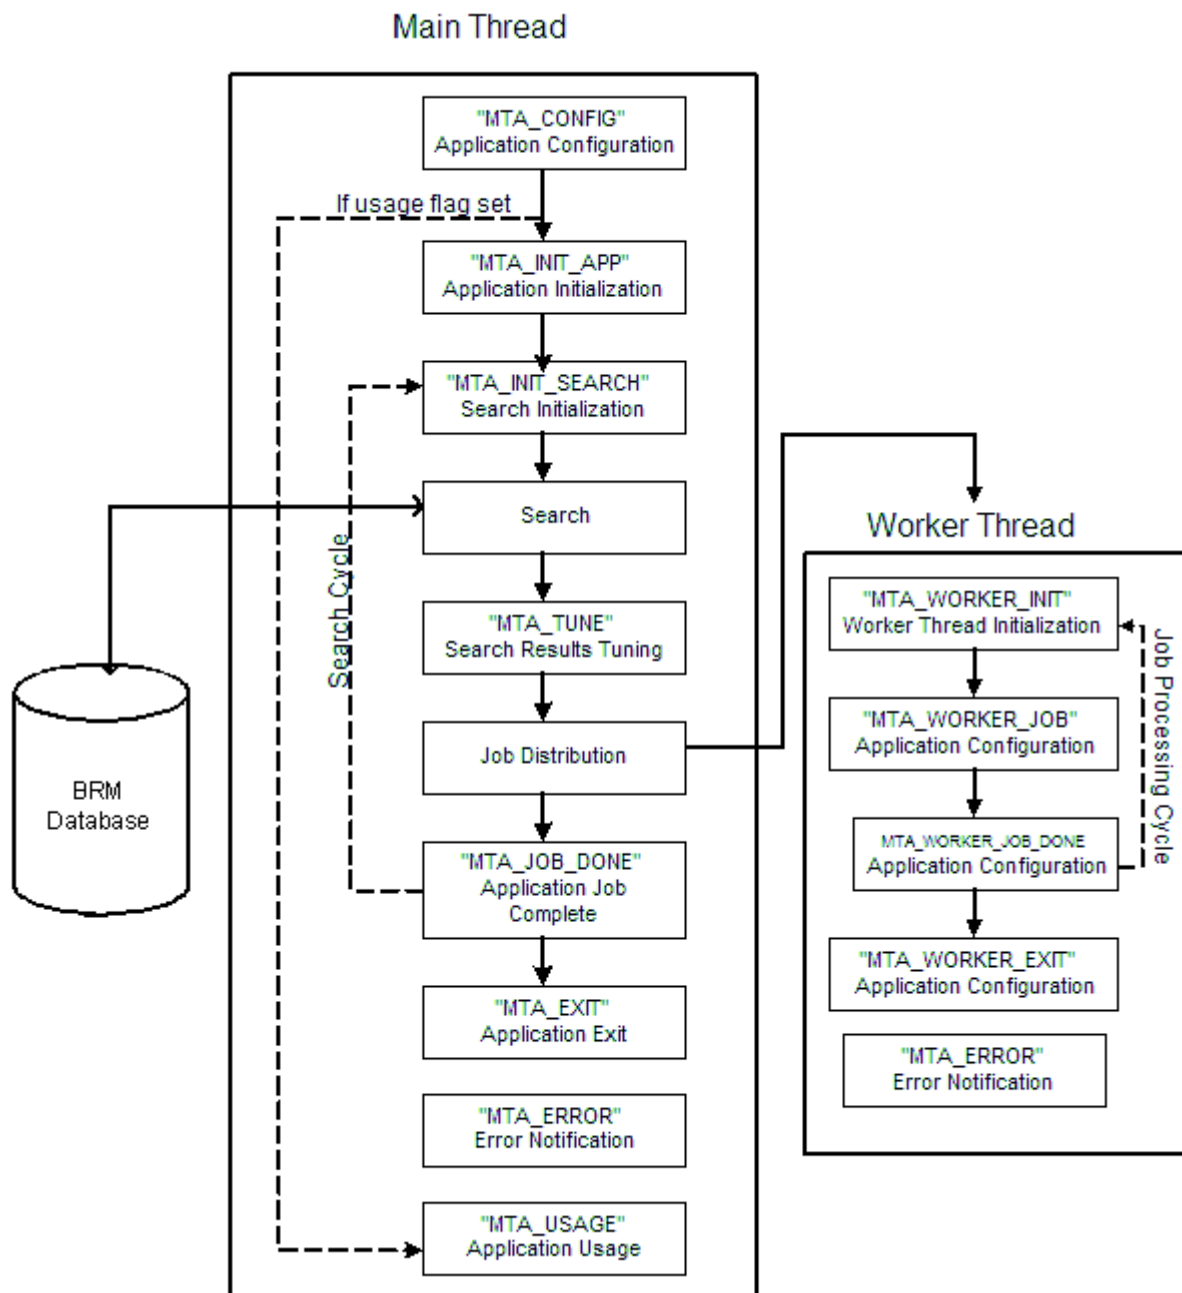 Main Thread
"MTA_CONFIG"
Application Configuration
If usage flag set
"MTA_INIT_APP"
Application Initialization
"MTA_INIT_SEARCH"
Search Initialization
Search
"MTA_TUNE"
Search Results Tuning
Search Cycle
Job Distribution
"MTA_JOB_DONE"
Application Job
Complete
"MTA_EXIT"
Application Exit
"MTA_ERROR"
Error Notification
"MTA_USAGE"
Application Usage
BRM
Database
Worker Thread
"MTA_WORKER_INIT"
Worker Thread Initialization
"MTA_WORKER_JOB"
Application Configuration
MTA_WORKER_JOB_DONE
Application Configuration
Job Processing Cycle
"MTA_WORKER_EXIT"
Application Configuration
"MTA_ERROR"
Error Notification